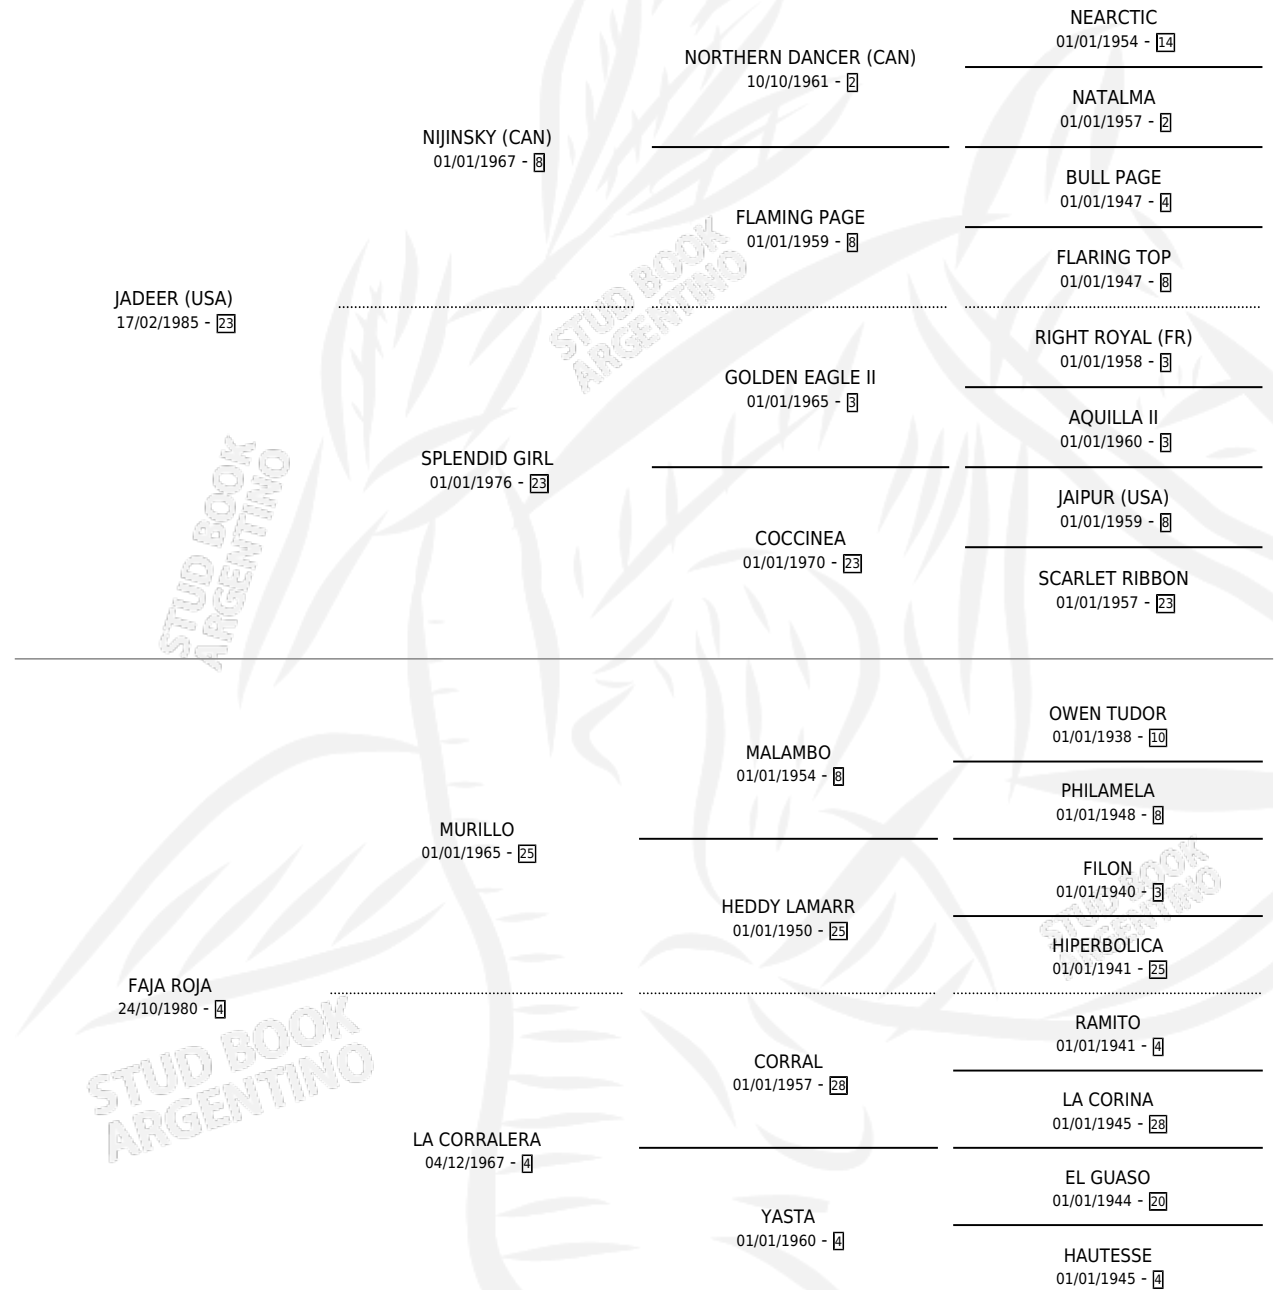 NEARCTIC
01/01/1954 - 14
NORTHERN DANCER (CAN)
10/10/1961 - 2
NATALMA
01/01/1957 - 2
NIJINSKY (CAN)
01/01/1967 - 8
BULL PAGE
01/01/1947 - 4
FLAMING PAGE
01/01/1959 - 8
FLARING TOP
01/01/1947 - 8
JADEER (USA)
17/02/1985 - 23
RIGHT ROYAL (FR)
01/01/1958 - 3
GOLDEN EAGLE II
01/01/1965 - 3
AQUILLA II
01/01/1960 - 3
SPLENDID GIRL
01/01/1976 - 23
JAIPUR (USA)
01/01/1959 - 8
COCCINEA
01/01/1970 - 23
SCARLET RIBBON
01/01/1957 - 23
OWEN TUDOR
01/01/1938 - 10
MALAMBO
01/01/1954 - 8
PHILAMELA
01/01/1948 - 8
MURILLO
01/01/1965 - 25
FILON
01/01/1940 - 3
HEDDY LAMARR
01/01/1950 - 25
HIPERBOLICA
01/01/1941 - 25
FAJA ROJA
24/10/1980 - 4
RAMITO
01/01/1941 - 4
CORRAL
01/01/1957 - 28
LA CORINA
01/01/1945 - 28
LA CORRALERA
04/12/1967 - 4
EL GUASO
01/01/1944 - 20
YASTA
01/01/1960 - 4
HAUTESSE
01/01/1945 - 4
STUD BOOK
ARGENTINO
STUD BOOK
ARGENTINO
STUD BOOK
ARGENTINO
STUD BOOK
ARGENTINO